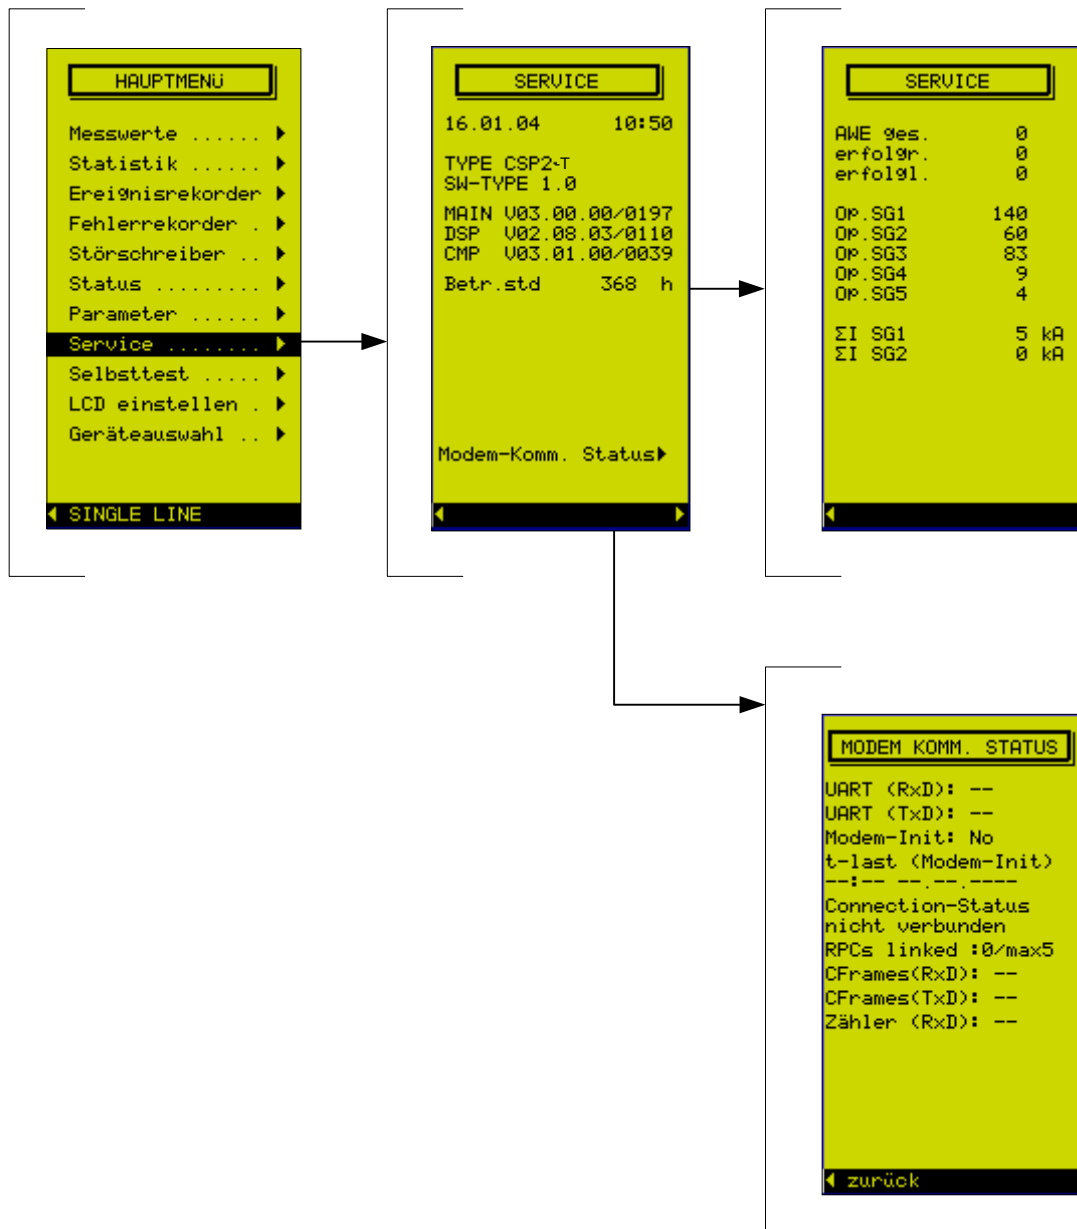 HAUPTMENü
Messwerte ...... ▶
Statistik ...... ▶
Ereignisrekorder ▶
Fehlerrekorder . ▶
Störschreiber .. ▶
Status ......... ▶
Parameter ...... ▶
Service ........ ▶
Selbsttest ..... ▶
LCD einstellen . ▶
Geräteauswahl .. ▶
◀ SINGLE LINE
SERVICE
16.01.04 10:50
TYPE CSP2-T
SW-TYPE 1.0
MAIN V03.00.00/0197
DSP V02.08.03/0110
CMP V03.01.00/0039
Betr.std 368 h
Modem-Komm. Status▶
◀ ▶
SERVICE
AWE ges. 0
erfolgr. 0
erfolgl. 0
Op.SG1 140
Op.SG2 60
Op.SG3 83
Op.SG4 9
Op.SG5 4
ΣI SG1 5 kA
ΣI SG2 0 kA
◀
MODEM KOMM. STATUS
UART (RxD): --
UART (TxD): --
Modem-Init: No
t-last (Modem-Init)
--:-- --.--.----
Connection-Status
nicht verbunden
RPCs linked :0/max5
CFrames(RxD): --
CFrames(TxD): --
Zähler (RxD): --
◀ zurück